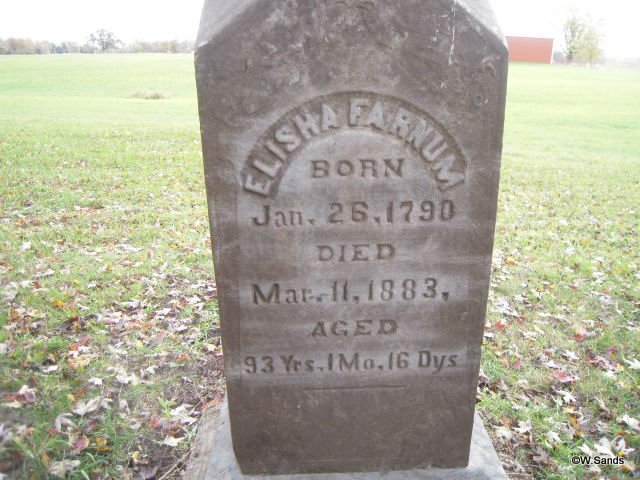 ELISHA FARNUM
BORN
Jan. 26, 1790
DIED
Mar. 11, 1883,
AGED
93 Yrs, 1 Mo, 16 Dys
©W.Sands